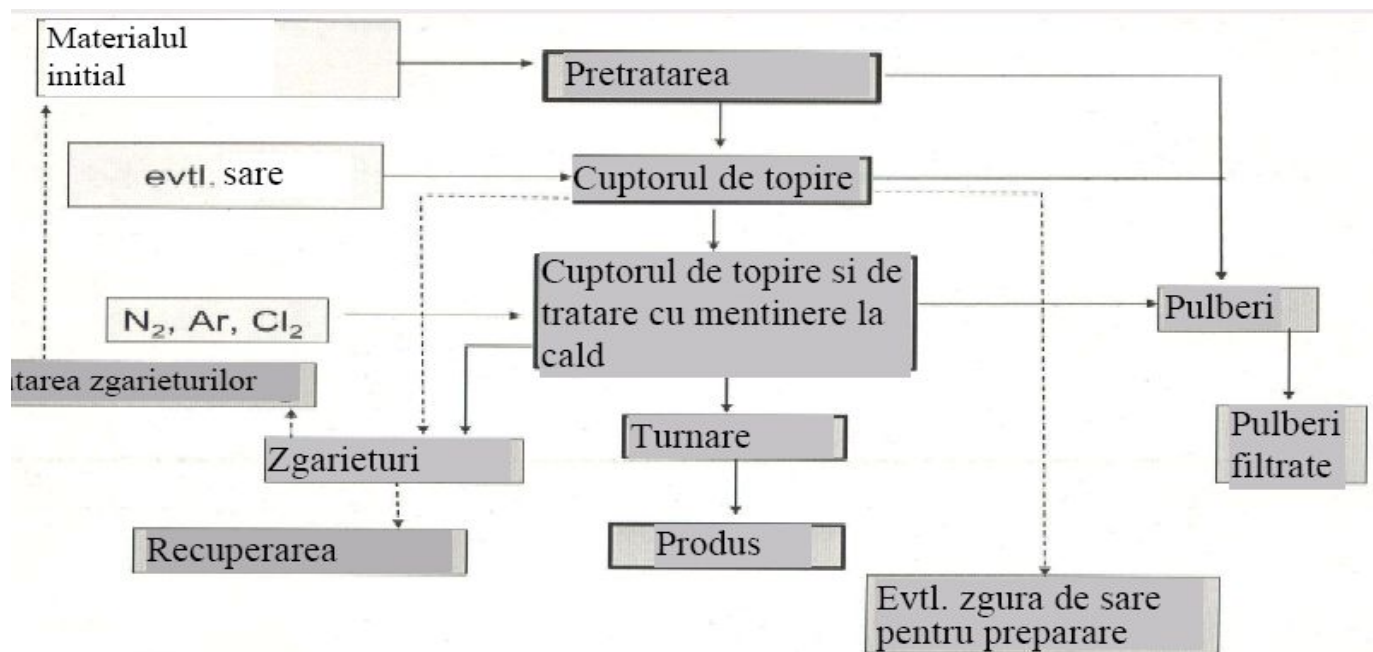 Materialul
initial
Pretratarea
evtl. sare
Cuptorul de topire
Cuptorul de topire si de
tratare cu mentinere la
cald
N₂, Ar, Cl₂
Pulberi
atarea zgarieturilor
Turnare
Pulberi
filtrate
Zgarieturi
Recuperarea
Produs
Evtl. zgura de sare
pentru preparare